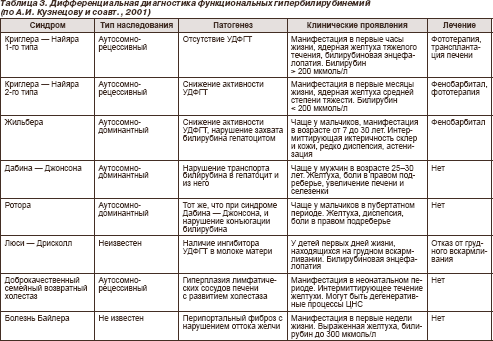 Таблица 3. Дифференциальная диагностика функциональных гипербилирубинемий
(по А.И. Кузнецову и соавт., 2001)
Синдром Тип наследования Патогенез Клинические проявления Лечение
Криглера — Найяра
1-го типа
Аутосомно-
рецессивный
Отсутствие УДФГТ
Манифестация в первые часы
жизни, ядерная желтуха тяжелого
течения, билирубиновая энцефа-
лопатия. Билирубин
> 200 мкмоль/л
Фототерапия,
транспланта-
ция печени
Криглера — Найяра
2-го типа
Аутосомно-
рецессивный
Снижение активности
УДФГТ
Манифестация в первые месяцы
жизни, ядерная желтуха средней
степени тяжести. Билирубин
< 200 мкмоль/л
Фенобарбитал,
фототерапия
Жильбера
Аутосомно-
доминантный
Снижение активности
УДФГТ, нарушение захвата
билирубина гепатоцитом
Чаще у мальчиков, манифестация
в возрасте от 7 до 30 лет. Интер-
миттирующая иктеричность склер
и кожи, редко диспепсия, астени-
зация
Фенобарбитал
Дабина — Джонсона
Аутосомно-
доминантный
Нарушение транспорта
билирубина в гепатоцит и
из него
Чаще у мужчин в возрасте 25–30
лет. Желтуха, боли в правом под-
реберье, увеличение печени и
селезенки
Нет
Ротора
Аутосомно-
доминантный
Тот же, что при синдроме
Дабина — Джонсона, и
нарушение конъюгации
билирубина
Чаще у мальчиков в пубертатном
периоде. Желтуха, диспепсия,
боли в правом подреберье
Нет
Люси — Дрисколл
Неизвестен
Наличие ингибитора
УДФГТ в молоке матери
У детей первых дней жизни,
находящихся на грудном вскарм-
ливании. Билирубиновая энцефа-
лопатия
Отказ от груд-
ного вскармли-
вания
Доброкачественный
семейный возвратный
холестаз
Аутосомно-
рецессивный
Гиперплазия лимфатиче-
ских сосудов печени
с развитием холестаза
Манифестация в неонатальном пе-
риоде. Интермиттирующее течение
желтухи. Могут быть дегенератив-
ные процессы ЦНС
Нет
Болезнь Байлера
Не известен
Перипортальный фиброз с
нарушением оттока желчи
Манифестация в первые недели
жизни. Выраженная желтуха, били-
рубин до 300 мкмоль/л
Нет